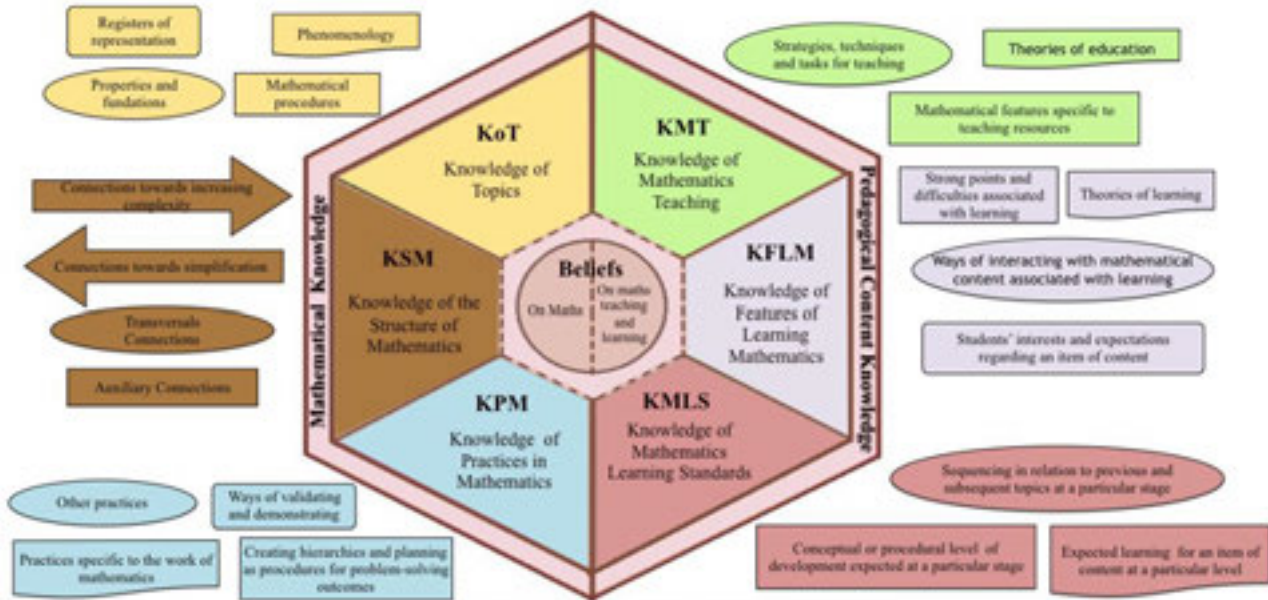 Registers of
representation
Phenomenology
Properties and
fundations
Mathematical
procedures
Connections towards increasing
complexity
Connections towards simplification
Transversals
Connections
Auxiliary Connections
Other practices
Ways of validating
and demonstrating
Practices specific to the work of
mathematics
Creating hierarchies and planning
as procedures for problem-solving
outcomes
Mathematical Knowledge
KoT
Knowledge of
Topics
KSM
Knowledge of the
Structure of
Mathematics
KPM
Knowledge of
Practices in
Mathematics
Beliefs
On Maths
On maths
teaching
and
learning
KMT
Knowledge of
Mathematics
Teaching
KFLM
Knowledge of
Features of
Learning
Mathematics
KMLS
Knowledge of
Mathematics
Learning Standards
Pedagogical Content Knowledge
Strategies, techniques
and tasks for teaching
Theories of education
Mathematical features specific to
teaching resources
Strong points and
difficulties associated
with learning
Theories of learning
Ways of interacting with mathematical
content associated with learning
Students' interests and expectations
regarding an item of content
Sequencing in relation to previous and
subsequent topics at a particular stage
Conceptual or procedural level of
development expected at a particular stage
Expected learning for an item of
content at a particular level